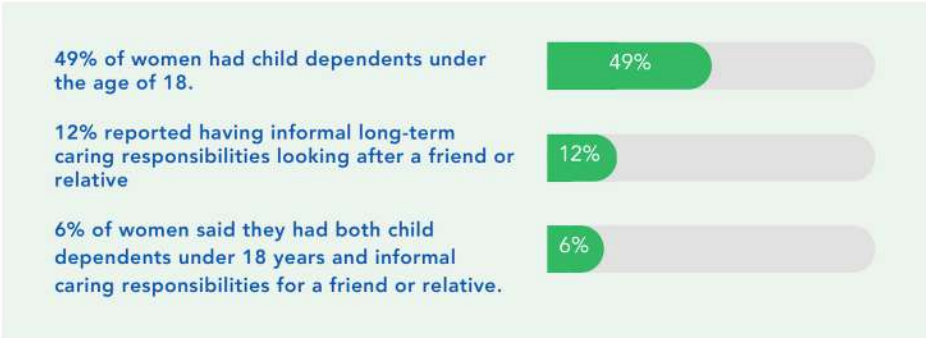 49% of women had child dependents under
the age of 18.
49%
12% reported having informal long-term
caring responsibilities looking after a friend or
relative
12%
6% of women said they had both child
dependents under 18 years and informal
caring responsibilities for a friend or relative.
6%